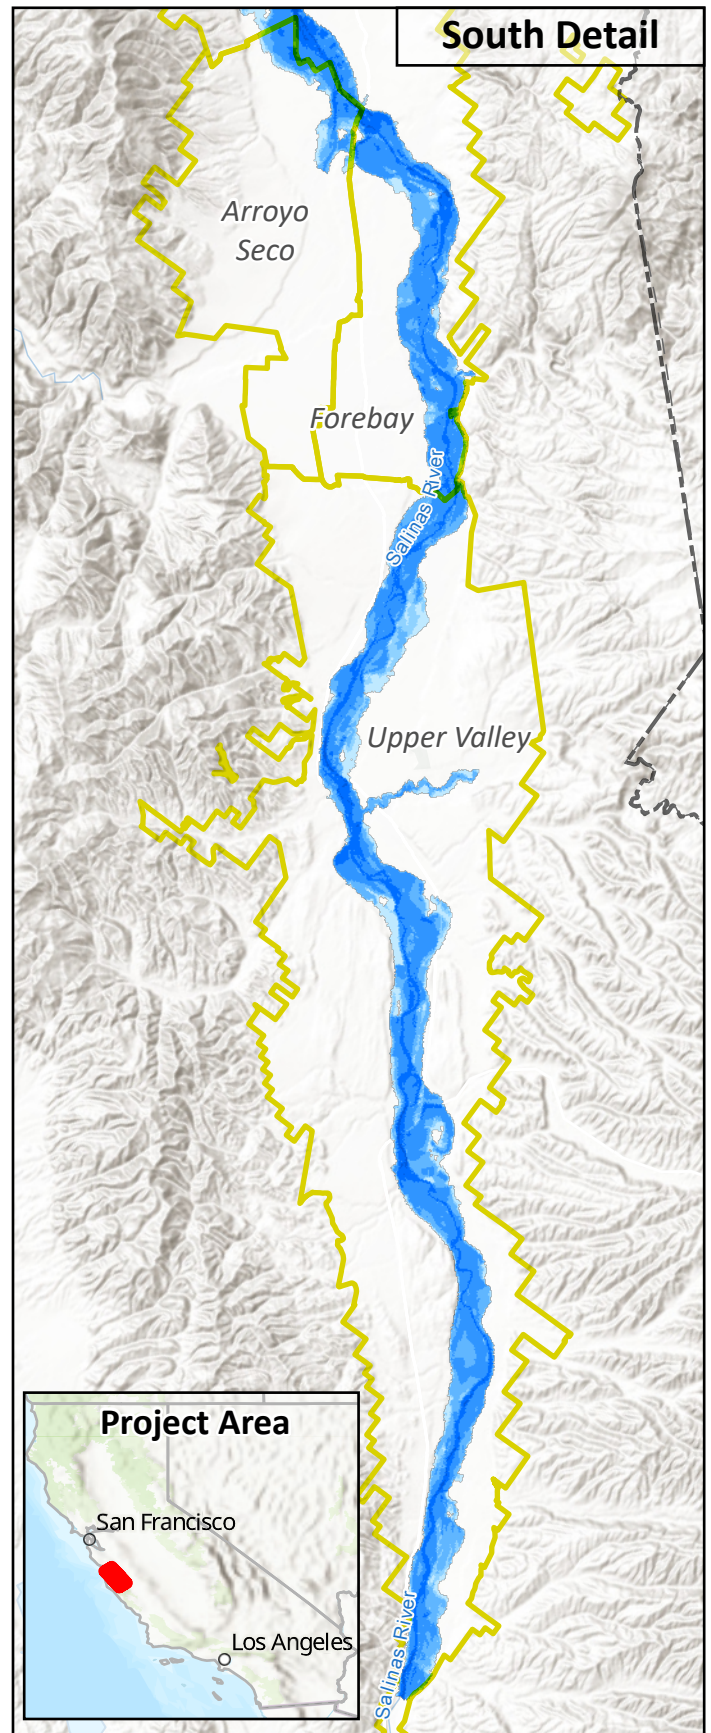 South Detail
Arroyo
Seco
Forebay
Salinas River
Upper Valley
Project Area
San Francisco
Los Angeles
Salinas River